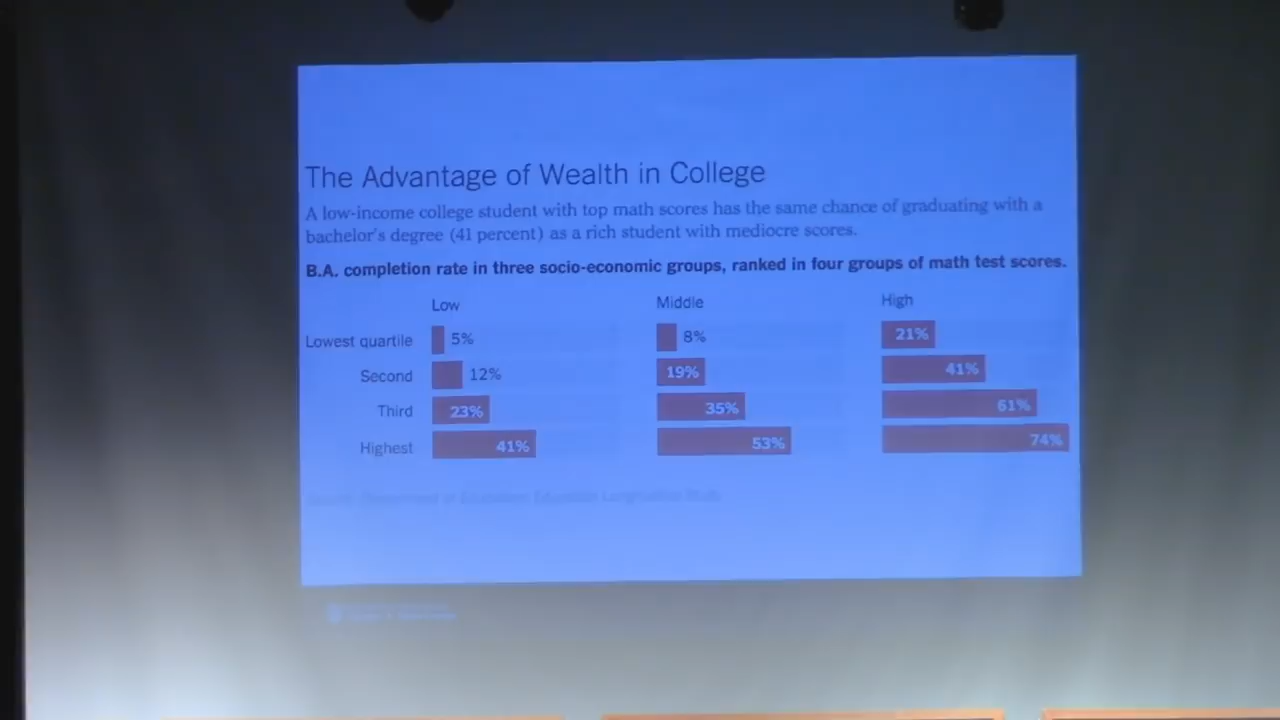 The Advantage of Wealth in College
A low-income college student with top math scores has the same chance of graduating with a
bachelor's degree (41 percent) as a rich student with mediocre scores.
B.A. completion rate in three socio-economic groups, ranked in four groups of math test scores.
Low Middle High
Lowest quartile 5% 8% 21%
Second 12% 19% 41%
Third 23% 35% 61%
Highest 41% 53% 74%